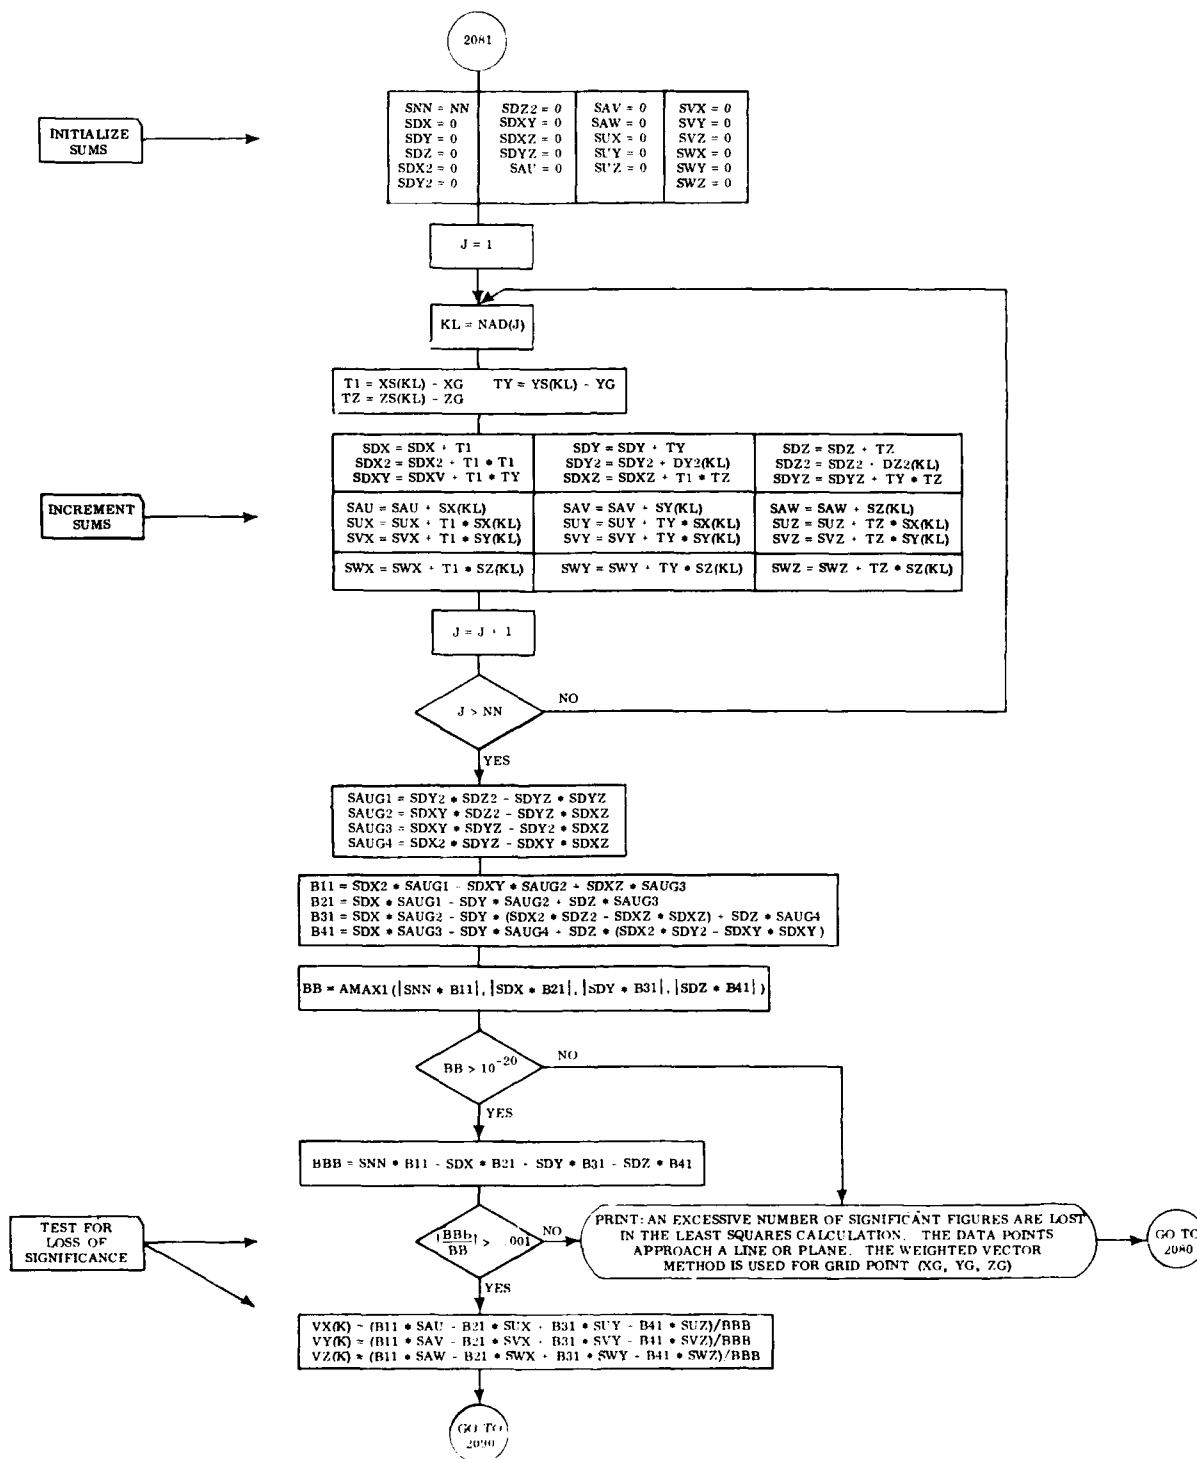 2081
INITIALIZE
SUMS
SNN = NN
SDX = 0
SDY = 0
SDZ = 0
SDX2 = 0
SDY2 = 0
SDZ2 = 0
SDXY = 0
SDXZ = 0
SDYZ = 0
SAU = 0
SAV = 0
SAW = 0
SUX = 0
SUY = 0
SUZ = 0
SVX = 0
SVY = 0
SVZ = 0
SWX = 0
SWY = 0
SWZ = 0
J = 1
KL = NAD(J)
T1 = XS(KL) - XG TY = YS(KL) - YG
TZ = ZS(KL) - ZG
INCREMENT
SUMS
SDX = SDX + T1
SDX2 = SDX2 + T1 * T1
SDXY = SDXV + T1 * TY
SDY = SDY + TY
SDY2 = SDY2 + DY2(KL)
SDXZ = SDXZ + T1 * TZ
SDZ = SDZ + TZ
SDZ2 = SDZ2 + DZ2(KL)
SDYZ = SDYZ + TY * TZ
SAU = SAU + SX(KL)
SUX = SUX + T1 * SX(KL)
SVX = SVX + T1 * SY(KL)
SAV = SAV + SY(KL)
SUY = SUY + TY * SX(KL)
SVY = SVY + TY * SY(KL)
SAW = SAW + SZ(KL)
SUZ = SUZ + TZ * SX(KL)
SVZ = SVZ + TZ * SY(KL)
SWX = SWX + T1 * SZ(KL)
SWY = SWY + TY * SZ(KL)
SWZ = SWZ + TZ * SZ(KL)
J = J + 1
J > NN
NO
YES
SAUG1 = SDY2 * SDZ2 - SDYZ * SDYZ
SAUG2 = SDXY * SDZ2 - SDYZ * SDXZ
SAUG3 = SDXY * SDYZ - SDY2 * SDXZ
SAUG4 = SDX2 * SDYZ - SDXY * SDXZ
B11 = SDX2 * SAUG1 - SDXY * SAUG2 + SDXZ * SAUG3
B21 = SDX * SAUG1 - SDY * SAUG2 + SDZ * SAUG3
B31 = SDX * SAUG2 - SDY * (SDX2 * SDZ2 - SDXZ * SDXZ) + SDZ * SAUG4
B41 = SDX * SAUG3 - SDY * SAUG4 + SDZ * (SDX2 * SDY2 - SDXY * SDXY)
BB = AMAX1(|SNN * B11|, |SDX * B21|, |SDY * B31|, |SDZ * B41|)
BB > 10⁻²⁰
NO
YES
BBB = SNN * B11 - SDX * B21 + SDY * B31 - SDZ * B41
TEST FOR
LOSS OF
SIGNIFICANCE
|BBB/BB| > .001
NO
YES
PRINT: AN EXCESSIVE NUMBER OF SIGNIFICANT FIGURES ARE LOST
IN THE LEAST SQUARES CALCULATION. THE DATA POINTS
APPROACH A LINE OR PLANE. THE WEIGHTED VECTOR
METHOD IS USED FOR GRID POINT (XG, YG, ZG)
GO TO
2080
VX(K) = (B11 * SAU - B21 * SUX + B31 * SUY - B41 * SUZ)/BBB
VY(K) = (B11 * SAV - B21 * SVX + B31 * SVY - B41 * SVZ)/BBB
VZ(K) = (B11 * SAW - B21 * SWX + B31 * SWY - B41 * SWZ)/BBB
GO TO
2090